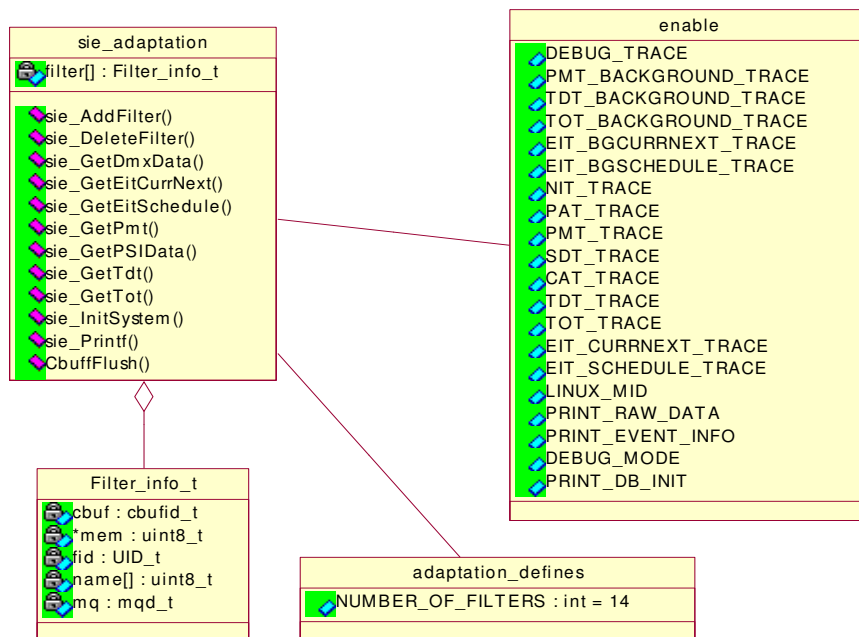 sie_adaptation
filter[] : Filter_info_t
sie_AddFilter()
sie_DeleteFilter()
sie_GetDmxData()
sie_GetEitCurrNext()
sie_GetEitSchedule()
sie_GetPmt()
sie_GetPSIData()
sie_GetTdt()
sie_GetTot()
sie_InitSystem()
sie_Printf()
CbuffFlush()
enable
DEBUG_TRACE
PMT_BACKGROUND_TRACE
TDT_BACKGROUND_TRACE
TOT_BACKGROUND_TRACE
EIT_BGCURRNEXT_TRACE
EIT_BGSCHEDULE_TRACE
NIT_TRACE
PAT_TRACE
PMT_TRACE
SDT_TRACE
CAT_TRACE
TDT_TRACE
TOT_TRACE
EIT_CURRNEXT_TRACE
EIT_SCHEDULE_TRACE
LINUX_MID
PRINT_RAW_DATA
PRINT_EVENT_INFO
DEBUG_MODE
PRINT_DB_INIT
Filter_info_t
cbuf : cbufid_t
*mem : uint8_t
fid : UID_t
name[] : uint8_t
mq : mqd_t
adaptation_defines
NUMBER_OF_FILTERS : int = 14